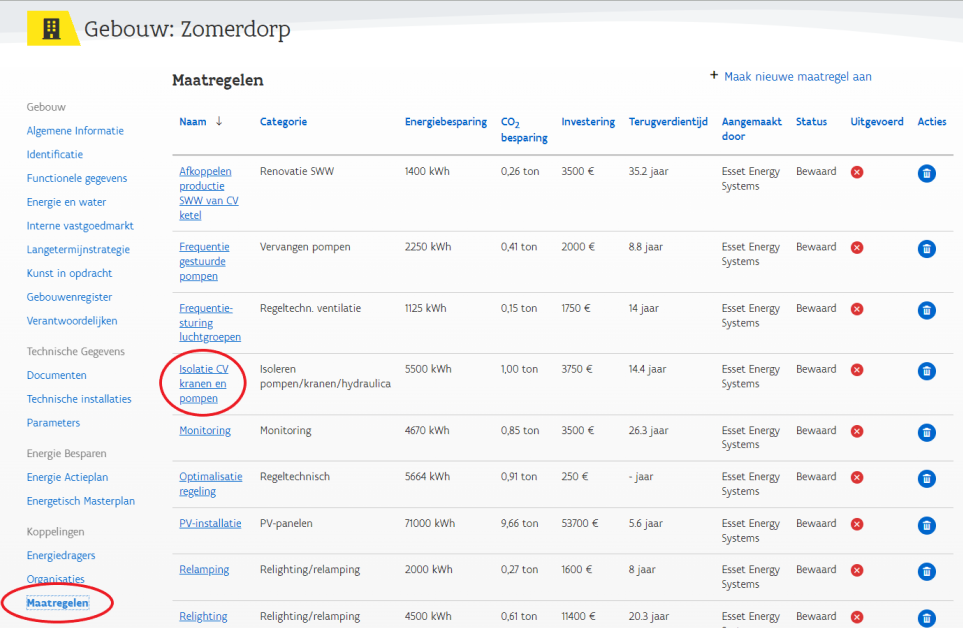 Gebouw: Zomerdorp
Maatregelen
+ Maak nieuwe maatregel aan
Gebouw
Algemene Informatie
Identificatie
Functionele gegevens
Energie en water
Interne vastgoedmarkt
Langetermijnstrategie
Kunst in opdracht
Gebouwenregister
Verantwoordelijken
Technische Gegevens
Documenten
Technische installaties
Parameters
Energie Besparen
Energie Actieplan
Energetisch Masterplan
Koppelingen
Energiedragers
Organisaties
Maatregelen
Naam ↓ Categorie Energiebesparing CO2 Investering Terugverdientijd Aangemaakt Status Uitgevoerd Acties
besparing door
Afkoppelen Renovatie SWW 1400 kWh 0,26 ton 3500 € 35.2 jaar Esset Energy Bewaard
productie Systems
SWW van CV
ketel
Frequentie Vervangen pompen 2250 kWh 0,41 ton 2000 € 8.8 jaar Esset Energy Bewaard
gestuurde Systems
pompen
Frequentie- Regeltechn. ventilatie 1125 kWh 0,15 ton 1750 € 14 jaar Esset Energy Bewaard
sturing Systems
luchtgroepen
Isolatie CV Isoleren 5500 kWh 1,00 ton 3750 € 14.4 jaar Esset Energy Bewaard
kranen en pompen/kranen/hydraulica Systems
pompen
Monitoring Monitoring 4670 kWh 0,85 ton 3500 € 26.3 jaar Esset Energy Bewaard
Systems
Optimalisatie Regeltechnisch 5664 kWh 0,91 ton 250 € - jaar Esset Energy Bewaard
regeling Systems
PV-installatie PV-panelen 71000 kWh 9,66 ton 53700 € 5.6 jaar Esset Energy Bewaard
Systems
Relamping Relighting/relamping 2000 kWh 0,27 ton 1600 € 8 jaar Esset Energy Bewaard
Systems
Relighting Relighting/relamping 4500 kWh 0,61 ton 11400 € 20.3 jaar Esset Energy Bewaard
Systems